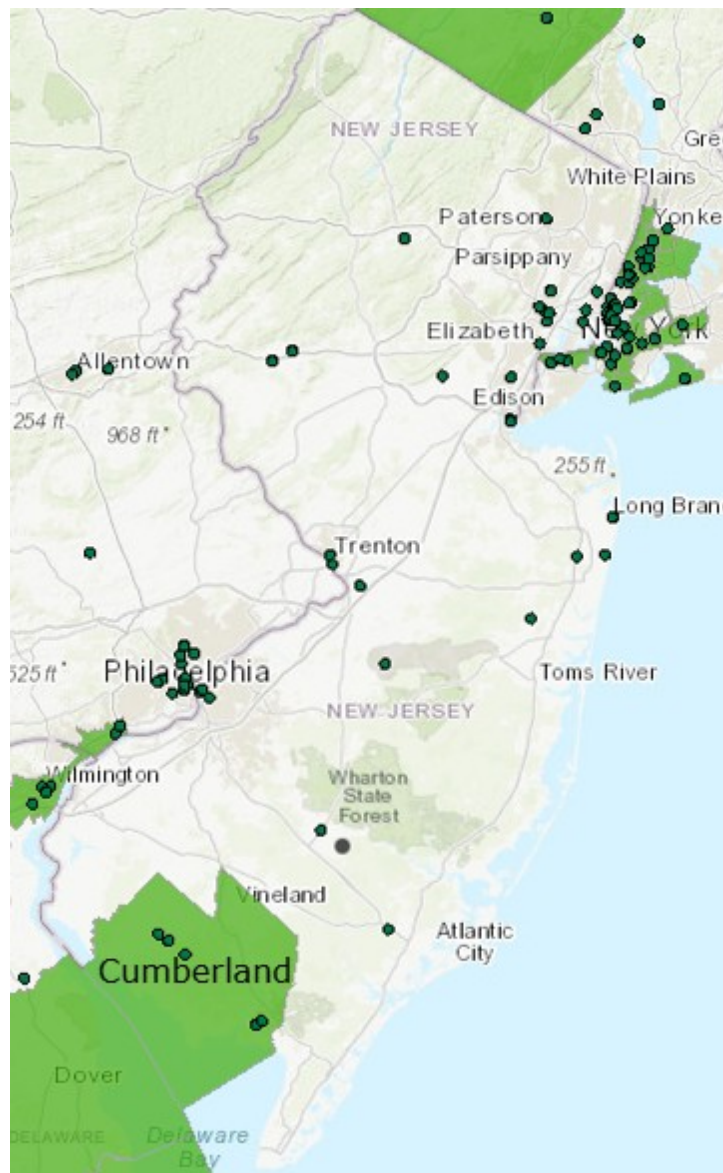 NEW JERSEY
Gree
White Plains
Paterson
Yonke
Parsippany
Elizabeth
New York
Allentown
Edison
254 ft
968 ft
255 ft
Long Bran
Trenton
Philadelphia
525 ft
Toms River
NEW JERSEY
Wilmington
Wharton
State
Forest
Vineland
Atlantic
City
Cumberland
Dover
DELAWARE
Delaware
Bay